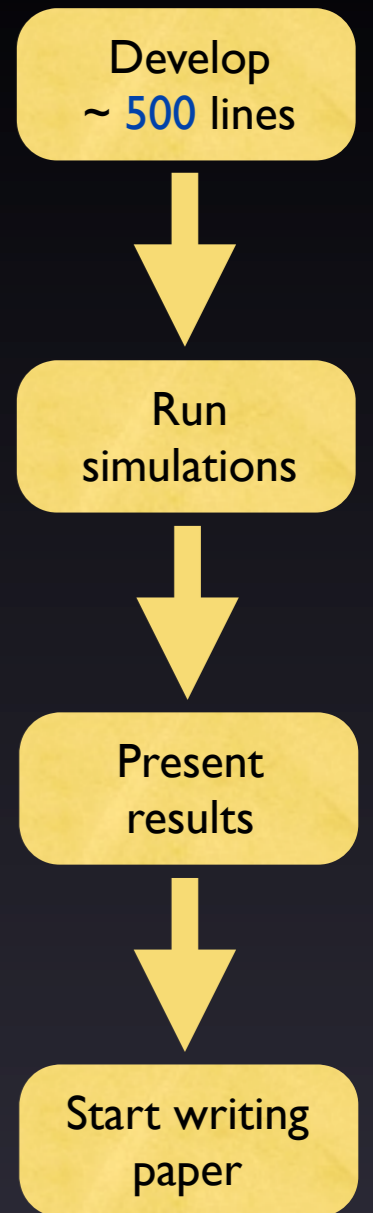 Develop
~ 500 lines
Run
simulations
Present
results
Start writing
paper